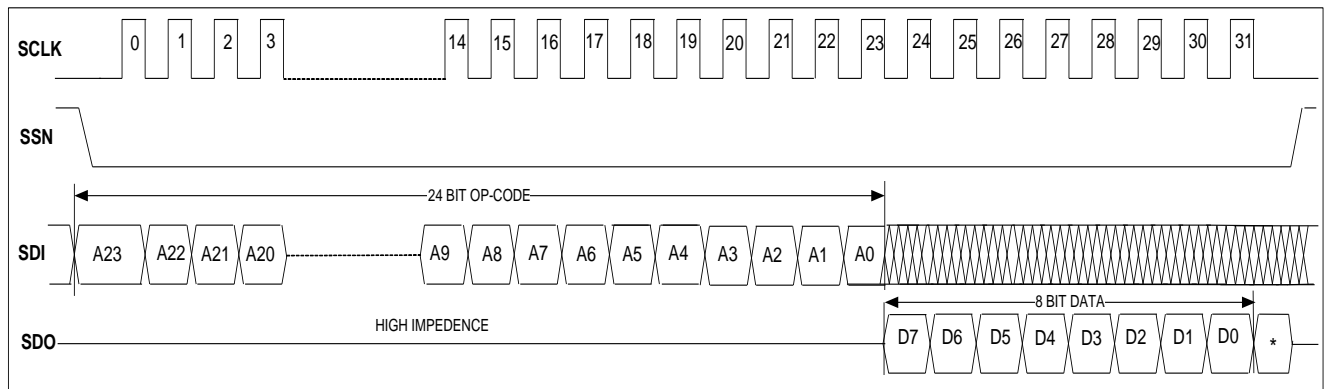 SCLK 0 1 2 3 14 15 16 17 18 19 20 21 22 23 24 25 26 27 28 29 30 31
SSN
24 BIT OP-CODE
SDI A23 A22 A21 A20 A9 A8 A7 A6 A5 A4 A3 A2 A1 A0
8 BIT DATA
HIGH IMPEDENCE
SDO D7 D6 D5 D4 D3 D2 D1 D0 *